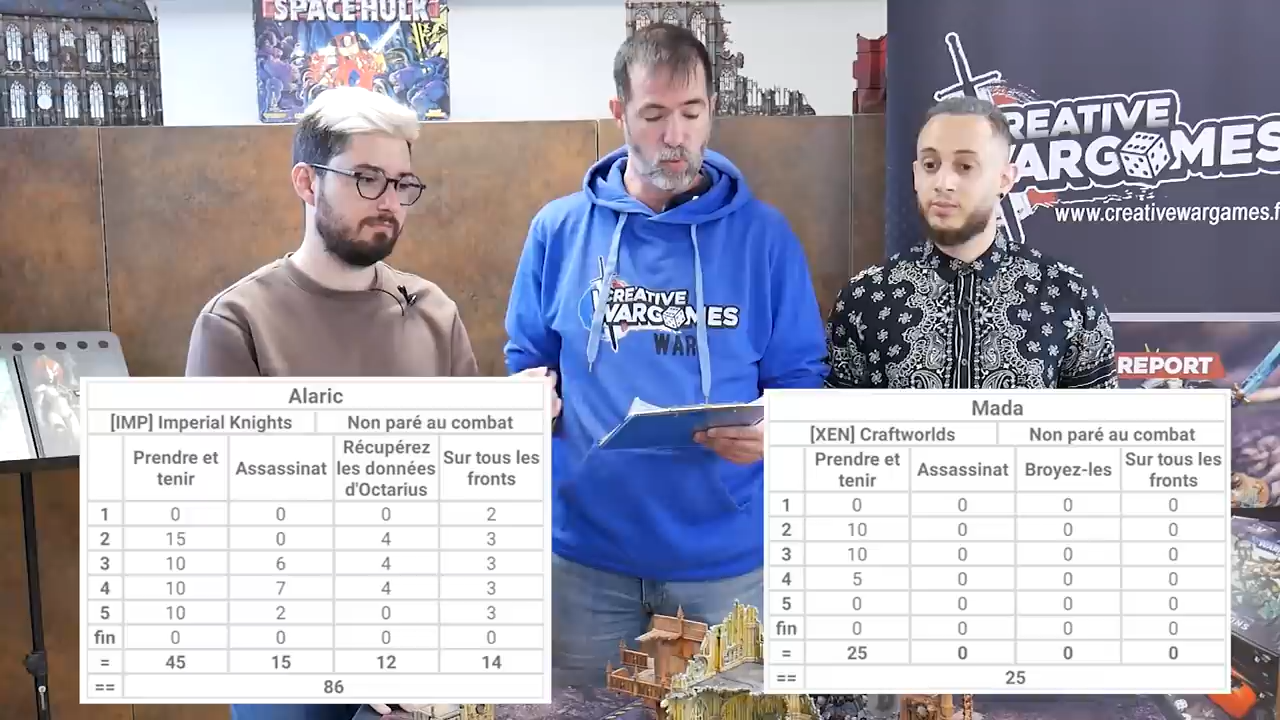 SPACEHULK
CREATIVE
WARGAMES
www.creativewargames.f
CREATIVE
WARGAMES
WAR
REPORT
Alaric
[IMP] Imperial Knights Non paré au combat
Prendre et tenir Assassinat Récupérez les données d'Octarius Sur tous les fronts
1 0 0 0 2
2 15 0 4 3
3 10 6 4 3
4 10 7 4 3
5 10 2 0 3
fin 0 0 0 0
= 45 15 12 14
== 86
Mada
[XEN] Craftworlds Non paré au combat
Prendre et tenir Assassinat Broyez-les Sur tous les fronts
1 0 0 0 0
2 10 0 0 0
3 10 0 0 0
4 5 0 0 0
5 0 0 0 0
fin 0 0 0 0
= 25 0 0 0
== 25